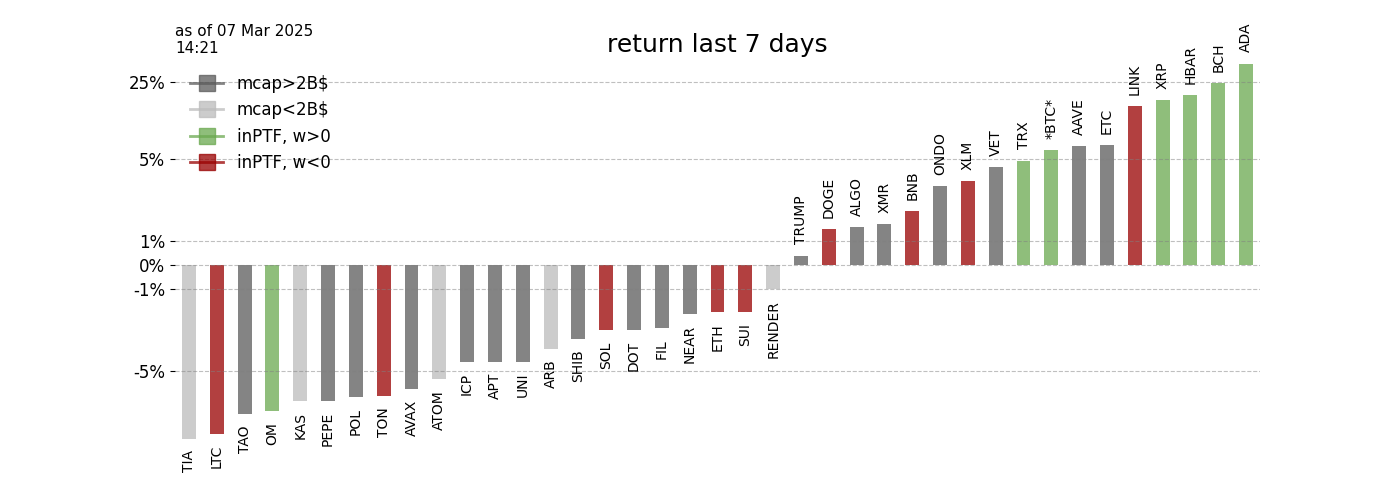 as of 07 Mar 2025
14:21
return last 7 days
mcap>2B$
mcap<2B$
inPTF, w>0
inPTF, w<0
25%
5%
1%
0%
-1%
-5%
TIA
LTC
TAO
OM
KAS
PEPE
POL
TON
AVAX
ATOM
ICP
APT
UNI
ARB
SHIB
SOL
DOT
FIL
NEAR
ETH
SUI
RENDER
TRUMP
DOGE
ALGO
XMR
BNB
ONDO
XLM
VET
TRX
*BTC*
AAVE
ETC
LINK
XRP
HBAR
BCH
ADA